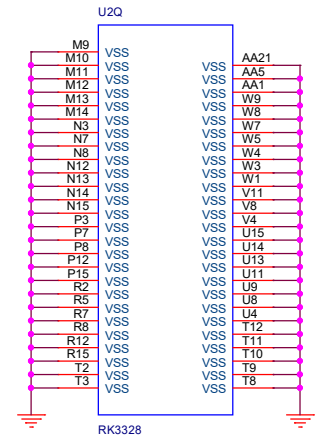 U2Q
M9 VSS
M10 VSS VSS AA21
M11 VSS VSS AA5
M12 VSS VSS AA1
M13 VSS VSS W9
M14 VSS VSS W8
N3 VSS VSS W7
N7 VSS VSS W5
N8 VSS VSS W4
N12 VSS VSS W3
N13 VSS VSS W1
N14 VSS VSS V11
N15 VSS VSS V8
P3 VSS VSS V4
P7 VSS VSS U15
P8 VSS VSS U14
P12 VSS VSS U13
P15 VSS VSS U11
R2 VSS VSS U9
R5 VSS VSS U8
R7 VSS VSS U4
R8 VSS VSS T12
R12 VSS VSS T11
R15 VSS VSS T10
T2 VSS VSS T9
T3 VSS VSS T8
RK3328